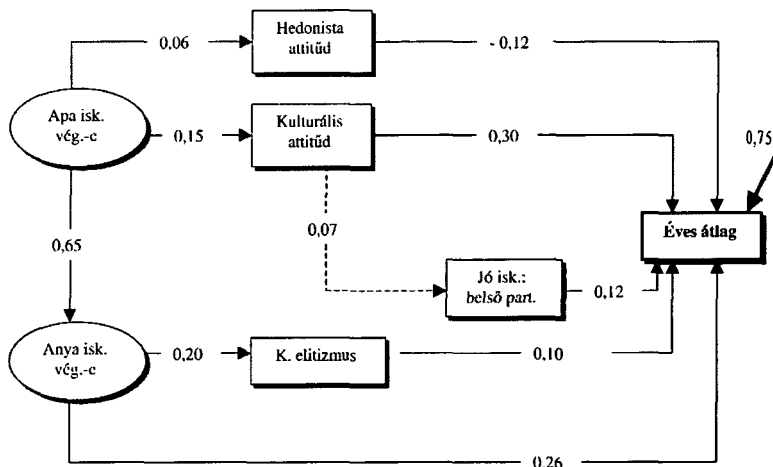 0,06
Hedonista
attitűd
- 0,12
Apa isk.
vég.-c
0,15
Kulturális
attitűd
0,30
0,75
0,07
Éves átlag
0,65
Jó isk.:
belső part.
0,12
Anya isk.
vég.-c
0,20
K. elitizmus
0,10
0,26